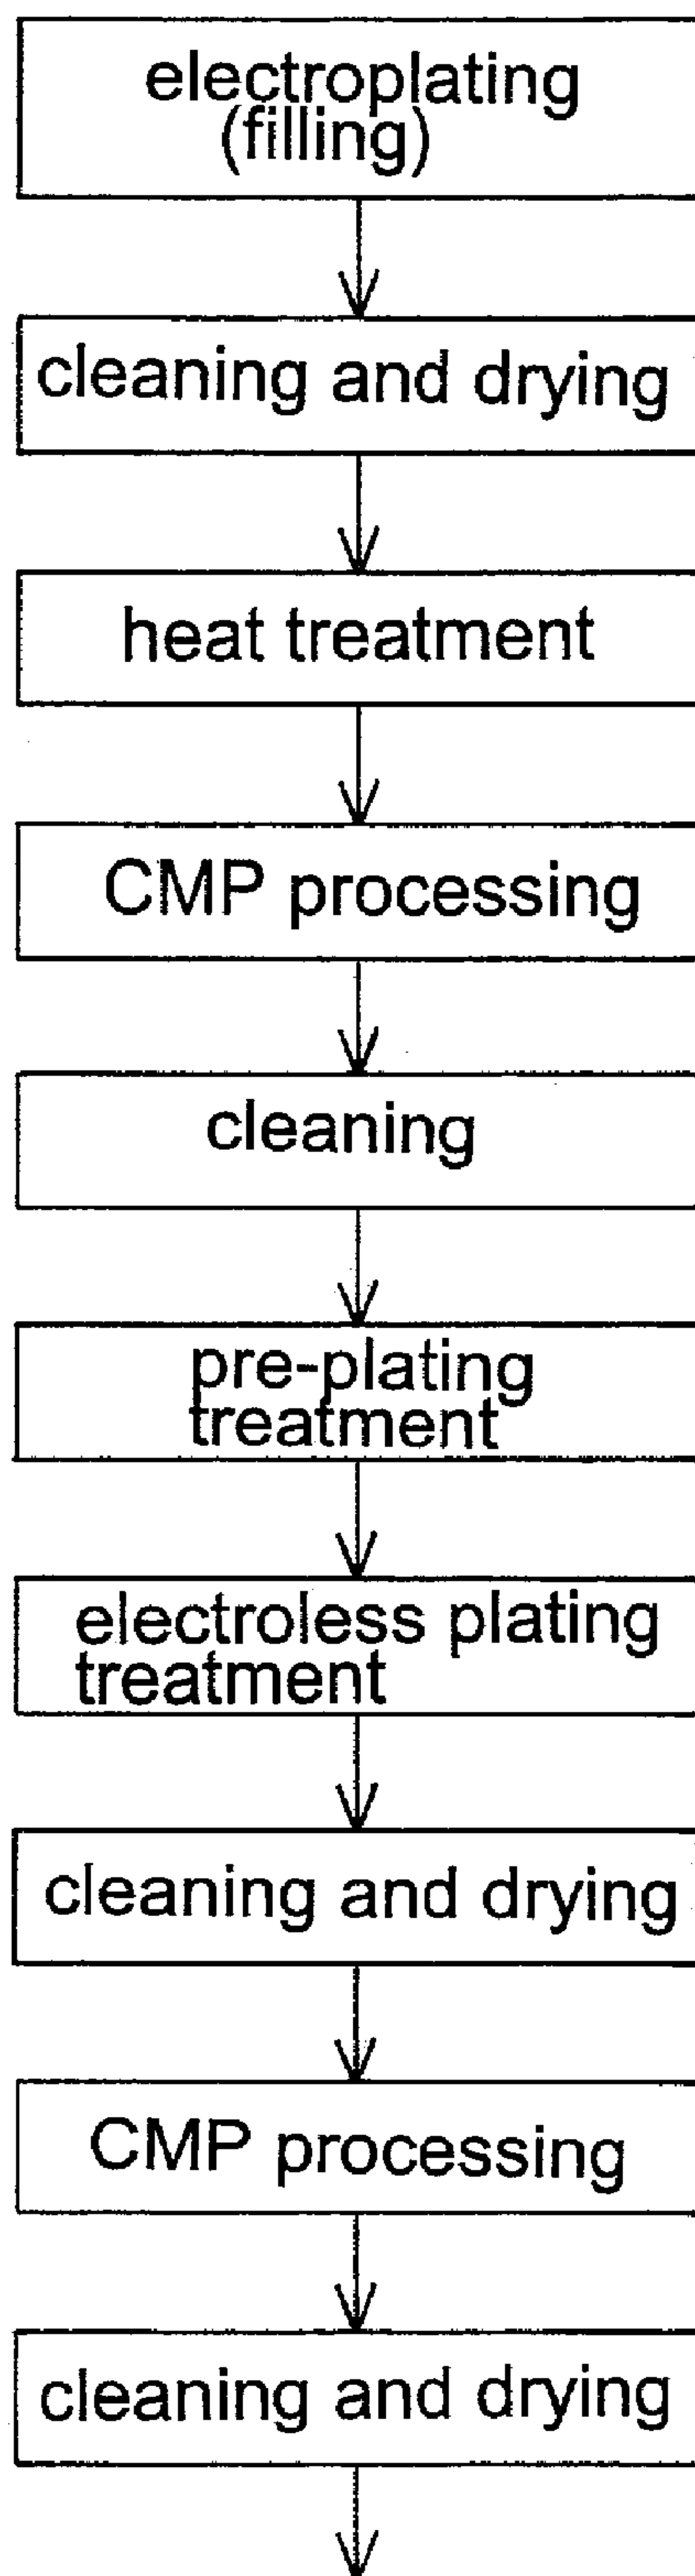 electroplating
(filling)
cleaning and drying
heat treatment
CMP processing
cleaning
pre-plating
treatment
electroless plating
treatment
cleaning and drying
CMP processing
cleaning and drying